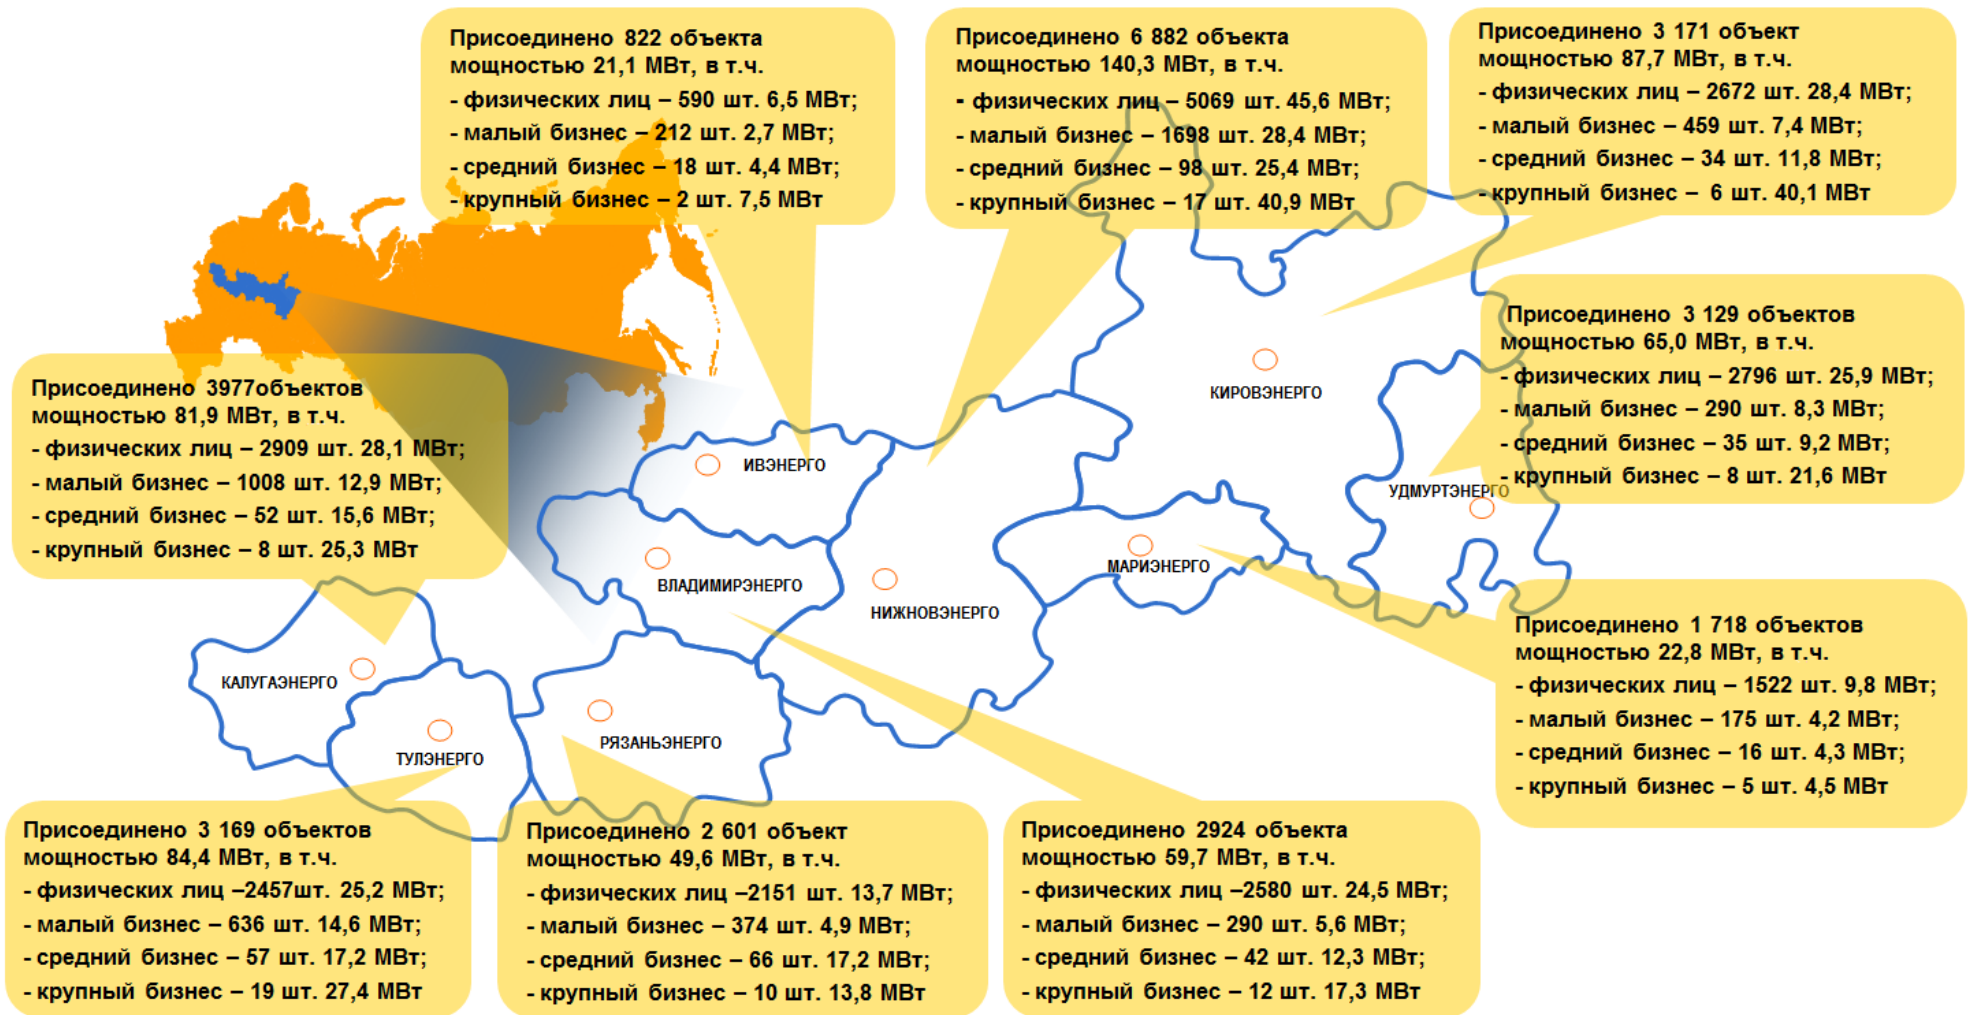 Присоединено 822 объекта
мощностью 21,1 МВт, в т.ч.
- физических лиц – 590 шт. 6,5 МВт;
- малый бизнес – 212 шт. 2,7 МВт;
- средний бизнес – 18 шт. 4,4 МВт;
- крупный бизнес – 2 шт. 7,5 МВт
Присоединено 6 882 объекта
мощностью 140,3 МВт, в т.ч.
- физических лиц – 5069 шт. 45,6 МВт;
- малый бизнес – 1698 шт. 28,4 МВт;
- средний бизнес – 98 шт. 25,4 МВт;
- крупный бизнес – 17 шт. 40,9 МВт
Присоединено 3 171 объект
мощностью 87,7 МВт, в т.ч.
- физических лиц – 2672 шт. 28,4 МВт;
- малый бизнес – 459 шт. 7,4 МВт;
- средний бизнес – 34 шт. 11,8 МВт;
- крупный бизнес – 6 шт. 40,1 МВт
Присоединено 3 129 объектов
мощностью 65,0 МВт, в т.ч.
- физических лиц – 2796 шт. 25,9 МВт;
- малый бизнес – 290 шт. 8,3 МВт;
- средний бизнес – 35 шт. 9,2 МВт;
- крупный бизнес – 8 шт. 21,6 МВт
Присоединено 3977объектов
мощностью 81,9 МВт, в т.ч.
- физических лиц – 2909 шт. 28,1 МВт;
- малый бизнес – 1008 шт. 12,9 МВт;
- средний бизнес – 52 шт. 15,6 МВт;
- крупный бизнес – 8 шт. 25,3 МВт
КИРОВЭНЕРГО
ИВЭНЕРГО
УДМУРТЭНЕРГО
МАРИЭНЕРГО
ВЛАДИМИРЭНЕРГО
НИЖНОВЭНЕРГО
КАЛУГАЭНЕРГО
РЯЗАНЬЭНЕРГО
ТУЛЭНЕРГО
Присоединено 1 718 объектов
мощностью 22,8 МВт, в т.ч.
- физических лиц – 1522 шт. 9,8 МВт;
- малый бизнес – 175 шт. 4,2 МВт;
- средний бизнес – 16 шт. 4,3 МВт;
- крупный бизнес – 5 шт. 4,5 МВт
Присоединено 3 169 объектов
мощностью 84,4 МВт, в т.ч.
- физических лиц –2457шт. 25,2 МВт;
- малый бизнес – 636 шт. 14,6 МВт;
- средний бизнес – 57 шт. 17,2 МВт;
- крупный бизнес – 19 шт. 27,4 МВт
Присоединено 2 601 объект
мощностью 49,6 МВт, в т.ч.
- физических лиц –2151 шт. 13,7 МВт;
- малый бизнес – 374 шт. 4,9 МВт;
- средний бизнес – 66 шт. 17,2 МВт;
- крупный бизнес – 10 шт. 13,8 МВт
Присоединено 2924 объекта
мощностью 59,7 МВт, в т.ч.
- физических лиц –2580 шт. 24,5 МВт;
- малый бизнес – 290 шт. 5,6 МВт;
- средний бизнес – 42 шт. 12,3 МВт;
- крупный бизнес – 12 шт. 17,3 МВт